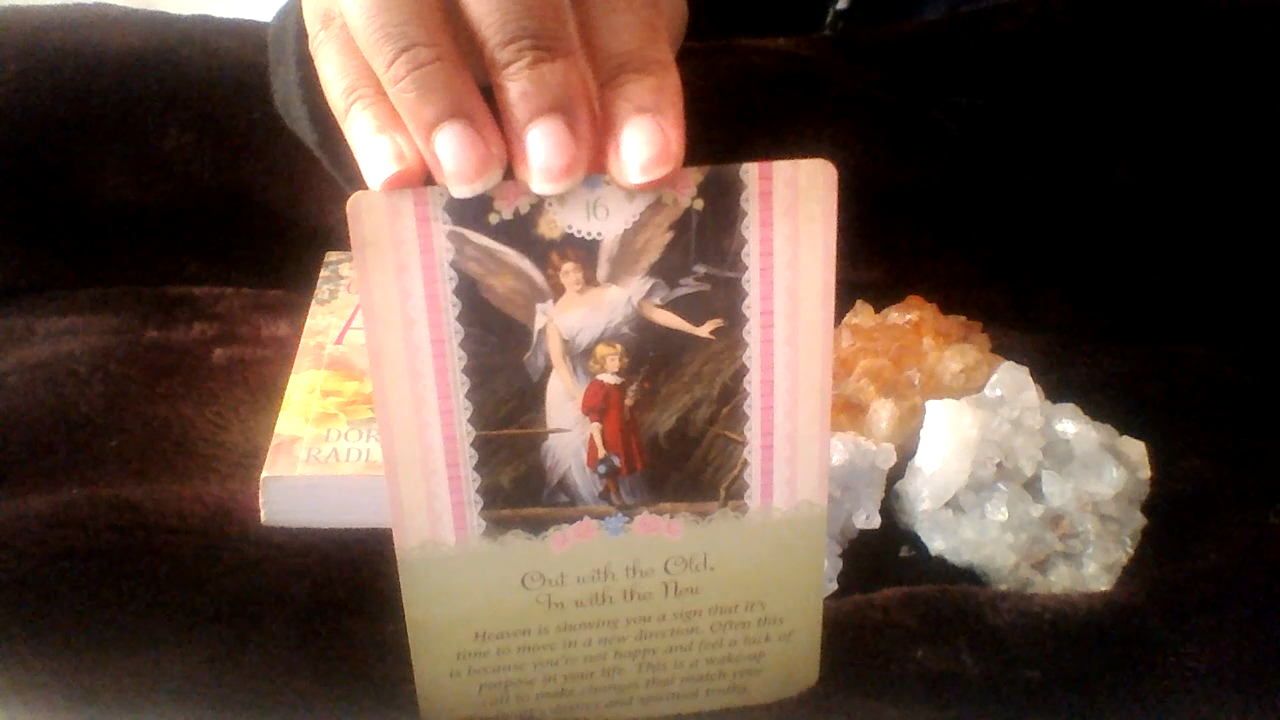 16
A
DOR
RADL
Out with the Old,
In with the New
Heaven is showing you a sign that it's
time to move in a new direction. Often this
is because you're not happy and feel a lack of
purpose in your life. This is a wake-up
call to make changes that match your
desires and spiritual truths.